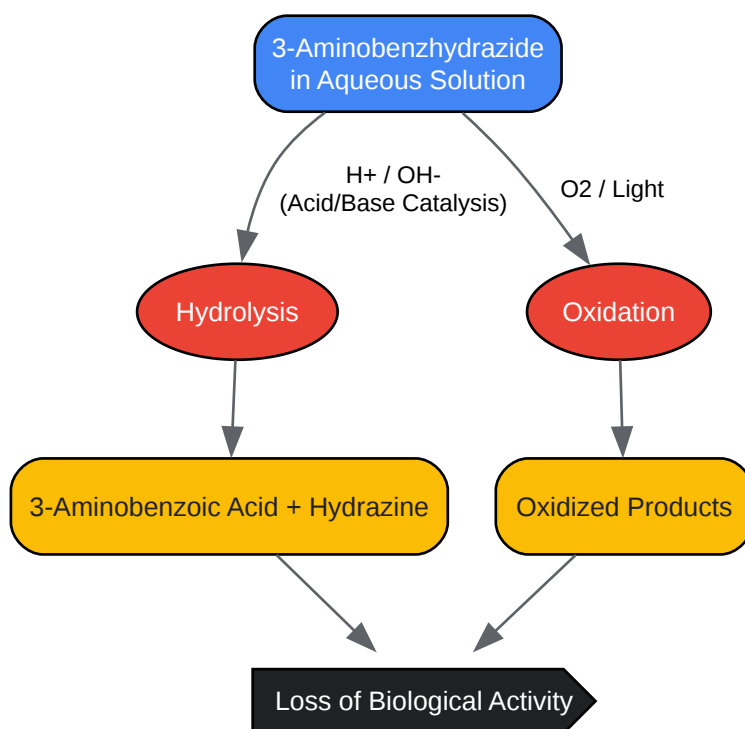 3-Aminobenzhydrazide
in Aqueous Solution
H+ / OH-
(Acid/Base Catalysis)
O2 / Light
Hydrolysis
Oxidation
3-Aminobenzoic Acid + Hydrazine
Oxidized Products
Loss of Biological Activity